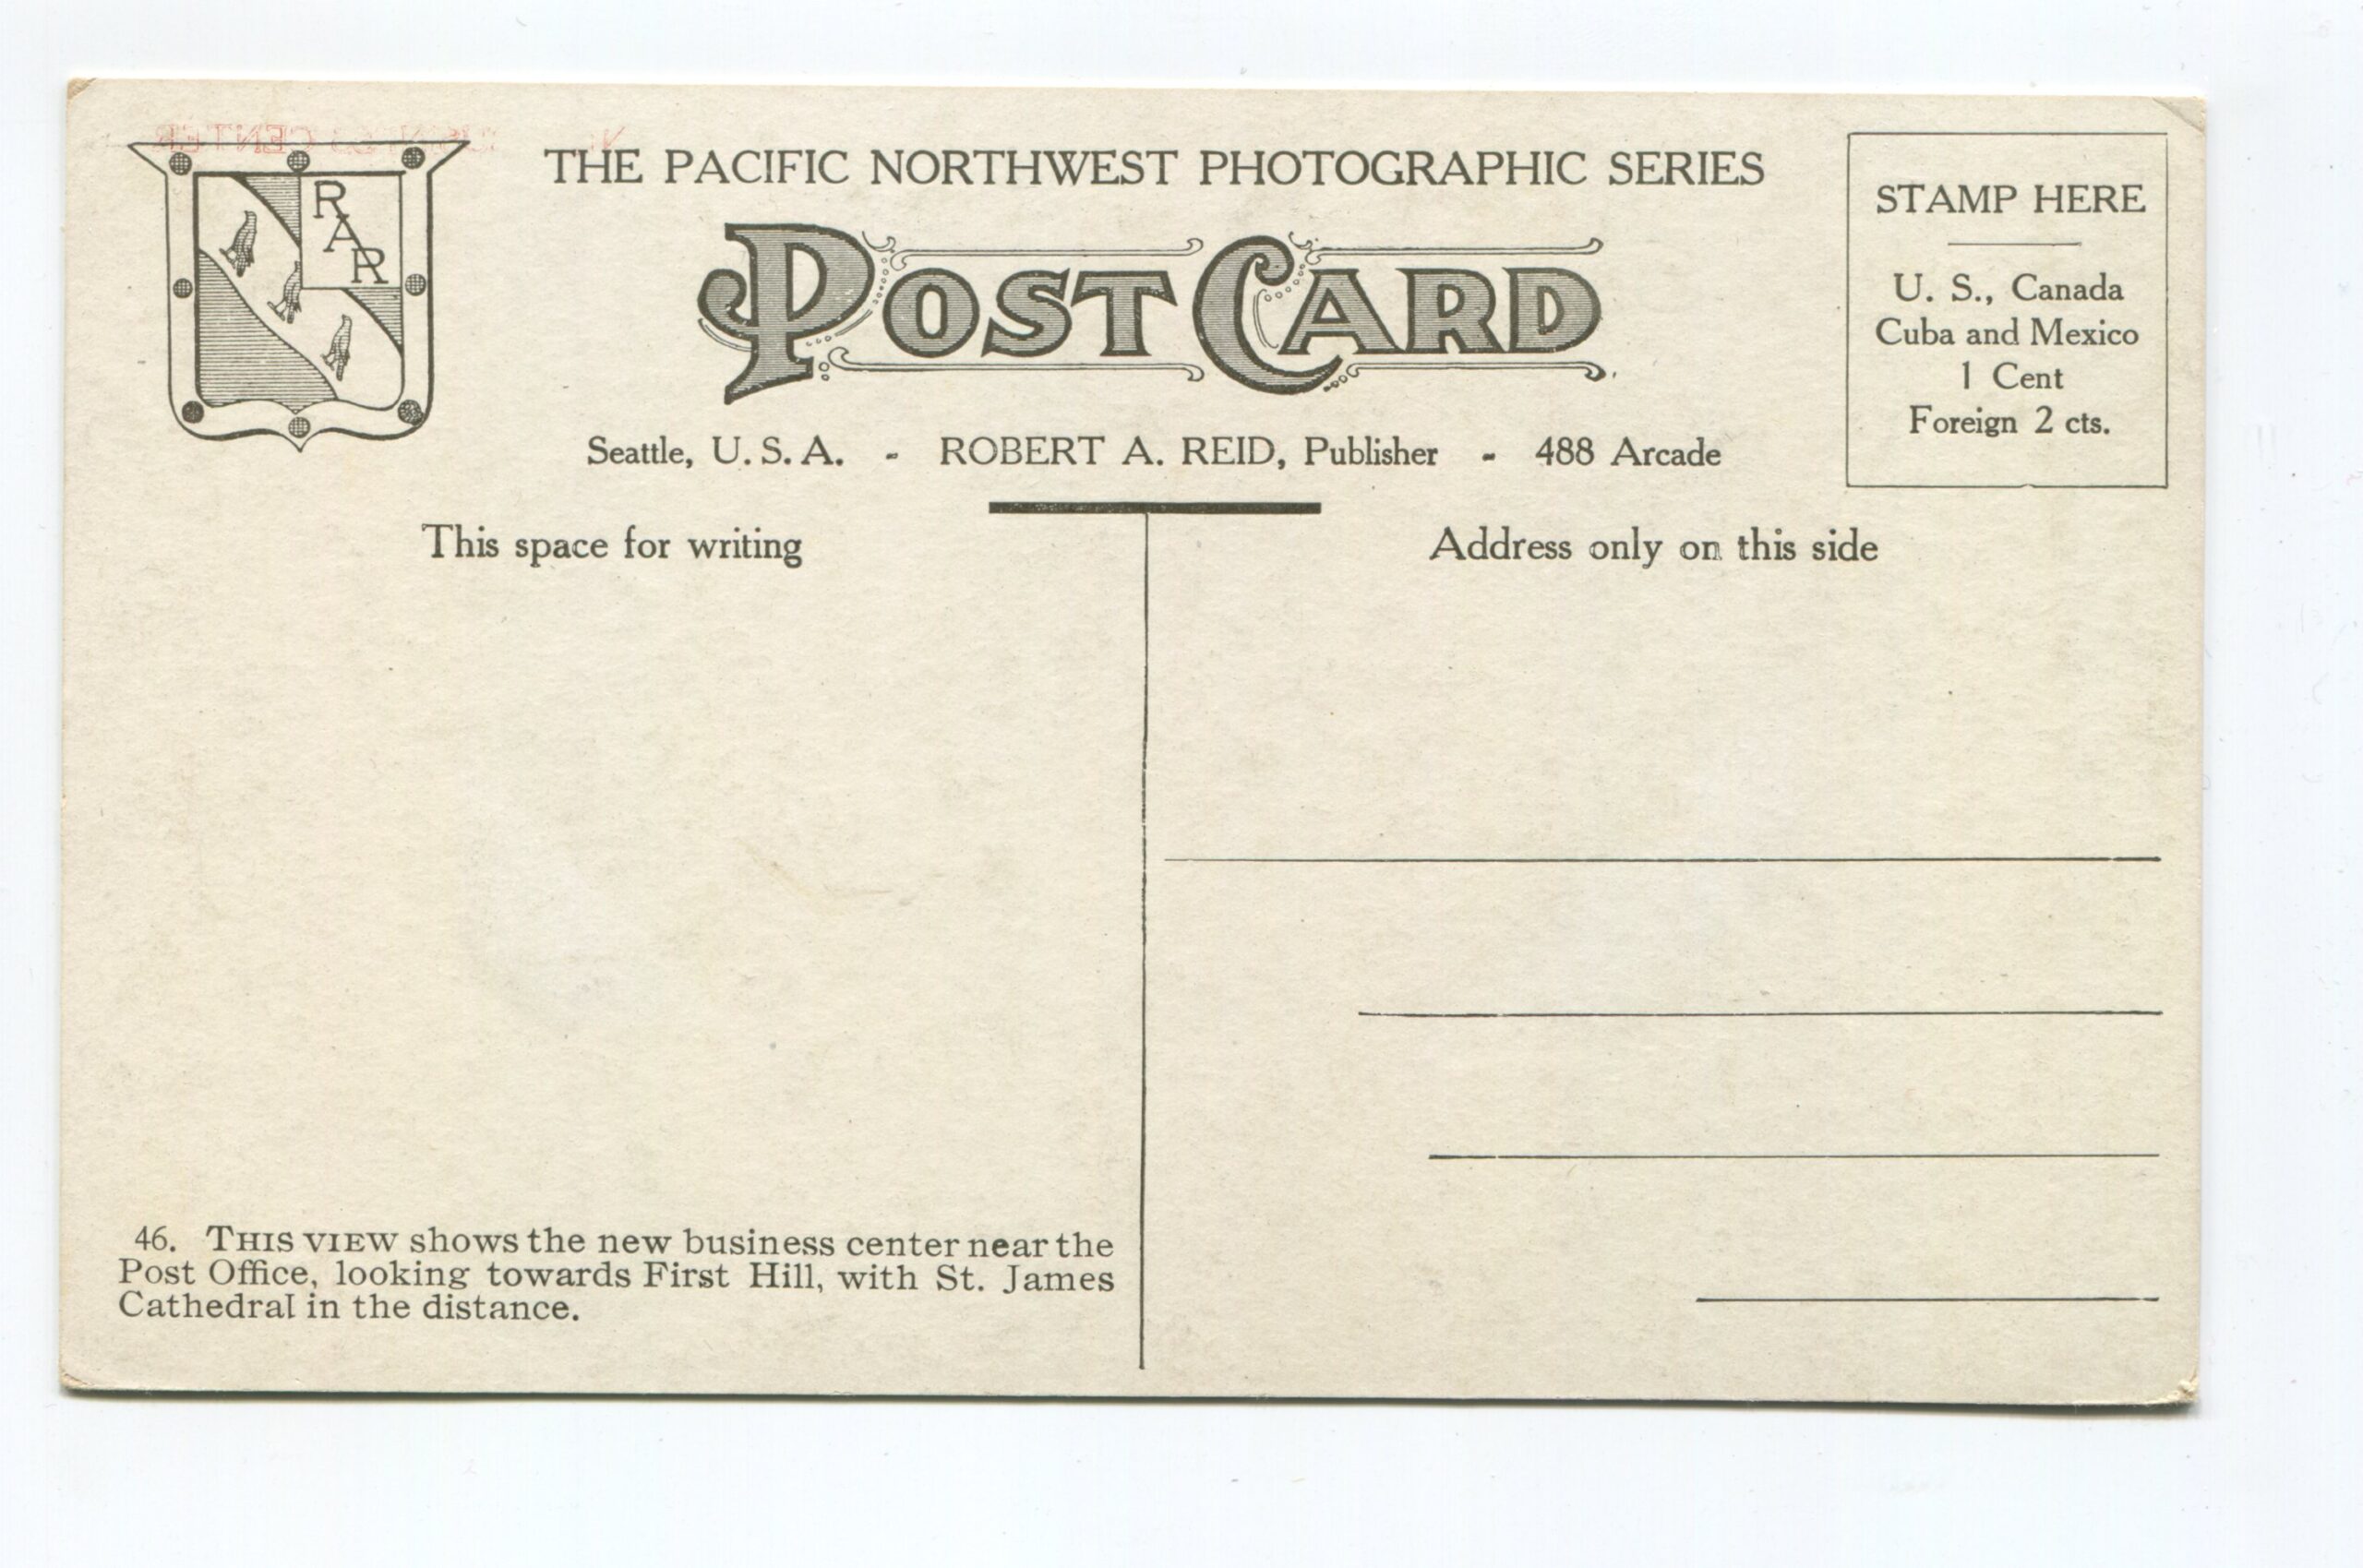 R
A
R
THE PACIFIC NORTHWEST PHOTOGRAPHIC SERIES
POST CARD
Seattle, U. S. A. - ROBERT A. REID, Publisher - 488 Arcade
STAMP HERE
U. S., Canada
Cuba and Mexico
1 Cent
Foreign 2 cts.
This space for writing
Address only on this side
46. THIS VIEW shows the new business center near the
Post Office, looking towards First Hill, with St. James
Cathedral in the distance.